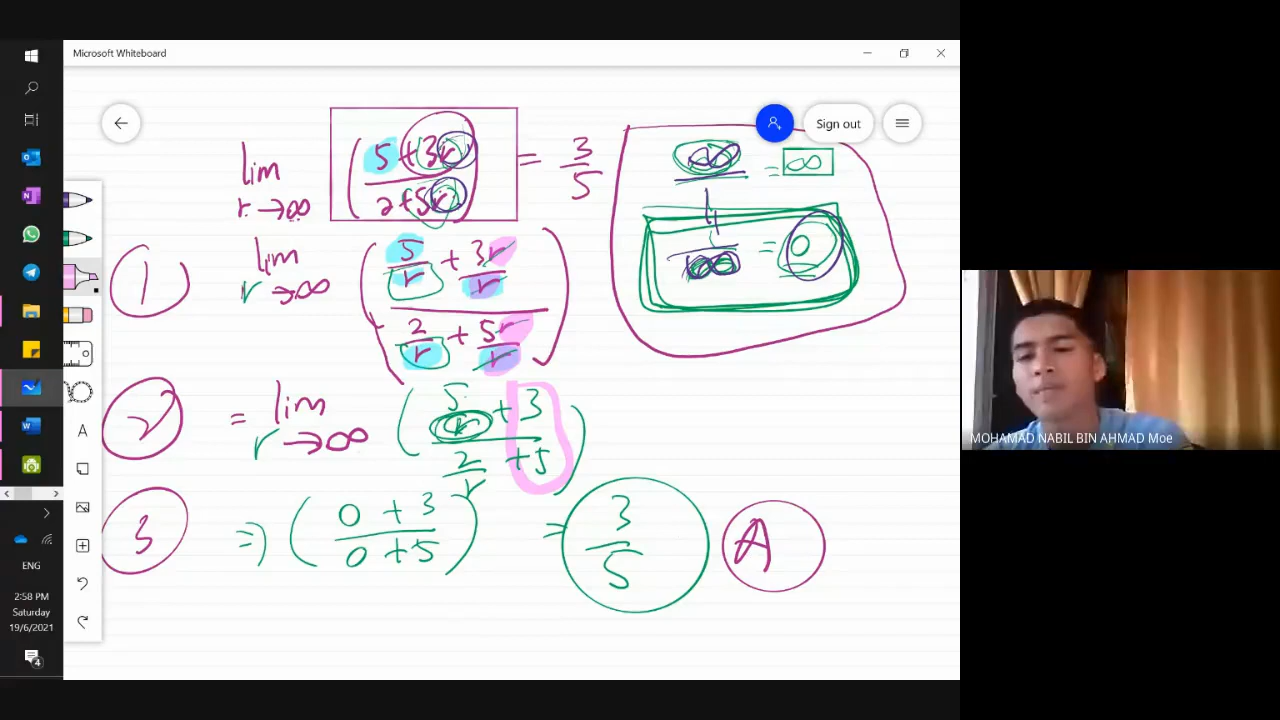 Microsoft Whiteboard
Sign out
lim r→∞ (5+3r / 2+5r) = 3/5
∞/1 = ∞
1/∞ = 0
1 lim r→∞ (5/r + 3r/r / 2/r + 5r/r)
2 = lim r→∞ (5/r + 3 / 2/r + 5)
3 ⇒ (0 + 3 / 0 + 5) = 3/5 A
MOHAMAD NABIL BIN AHMAD Moe
A
ENG
2:58 PM
Saturday
19/6/2021
4